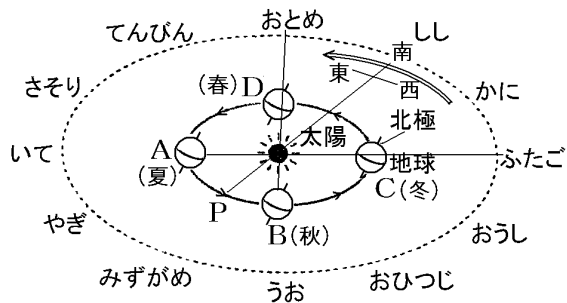 おとめ
てんびん
しし
南
東
西
さそり
(春)D
かに
北極
太陽
いて
A
(夏)
地球
ふたご
C(冬)
P
B(秋)
やぎ
おうし
みずがめ
うお
おひつじ